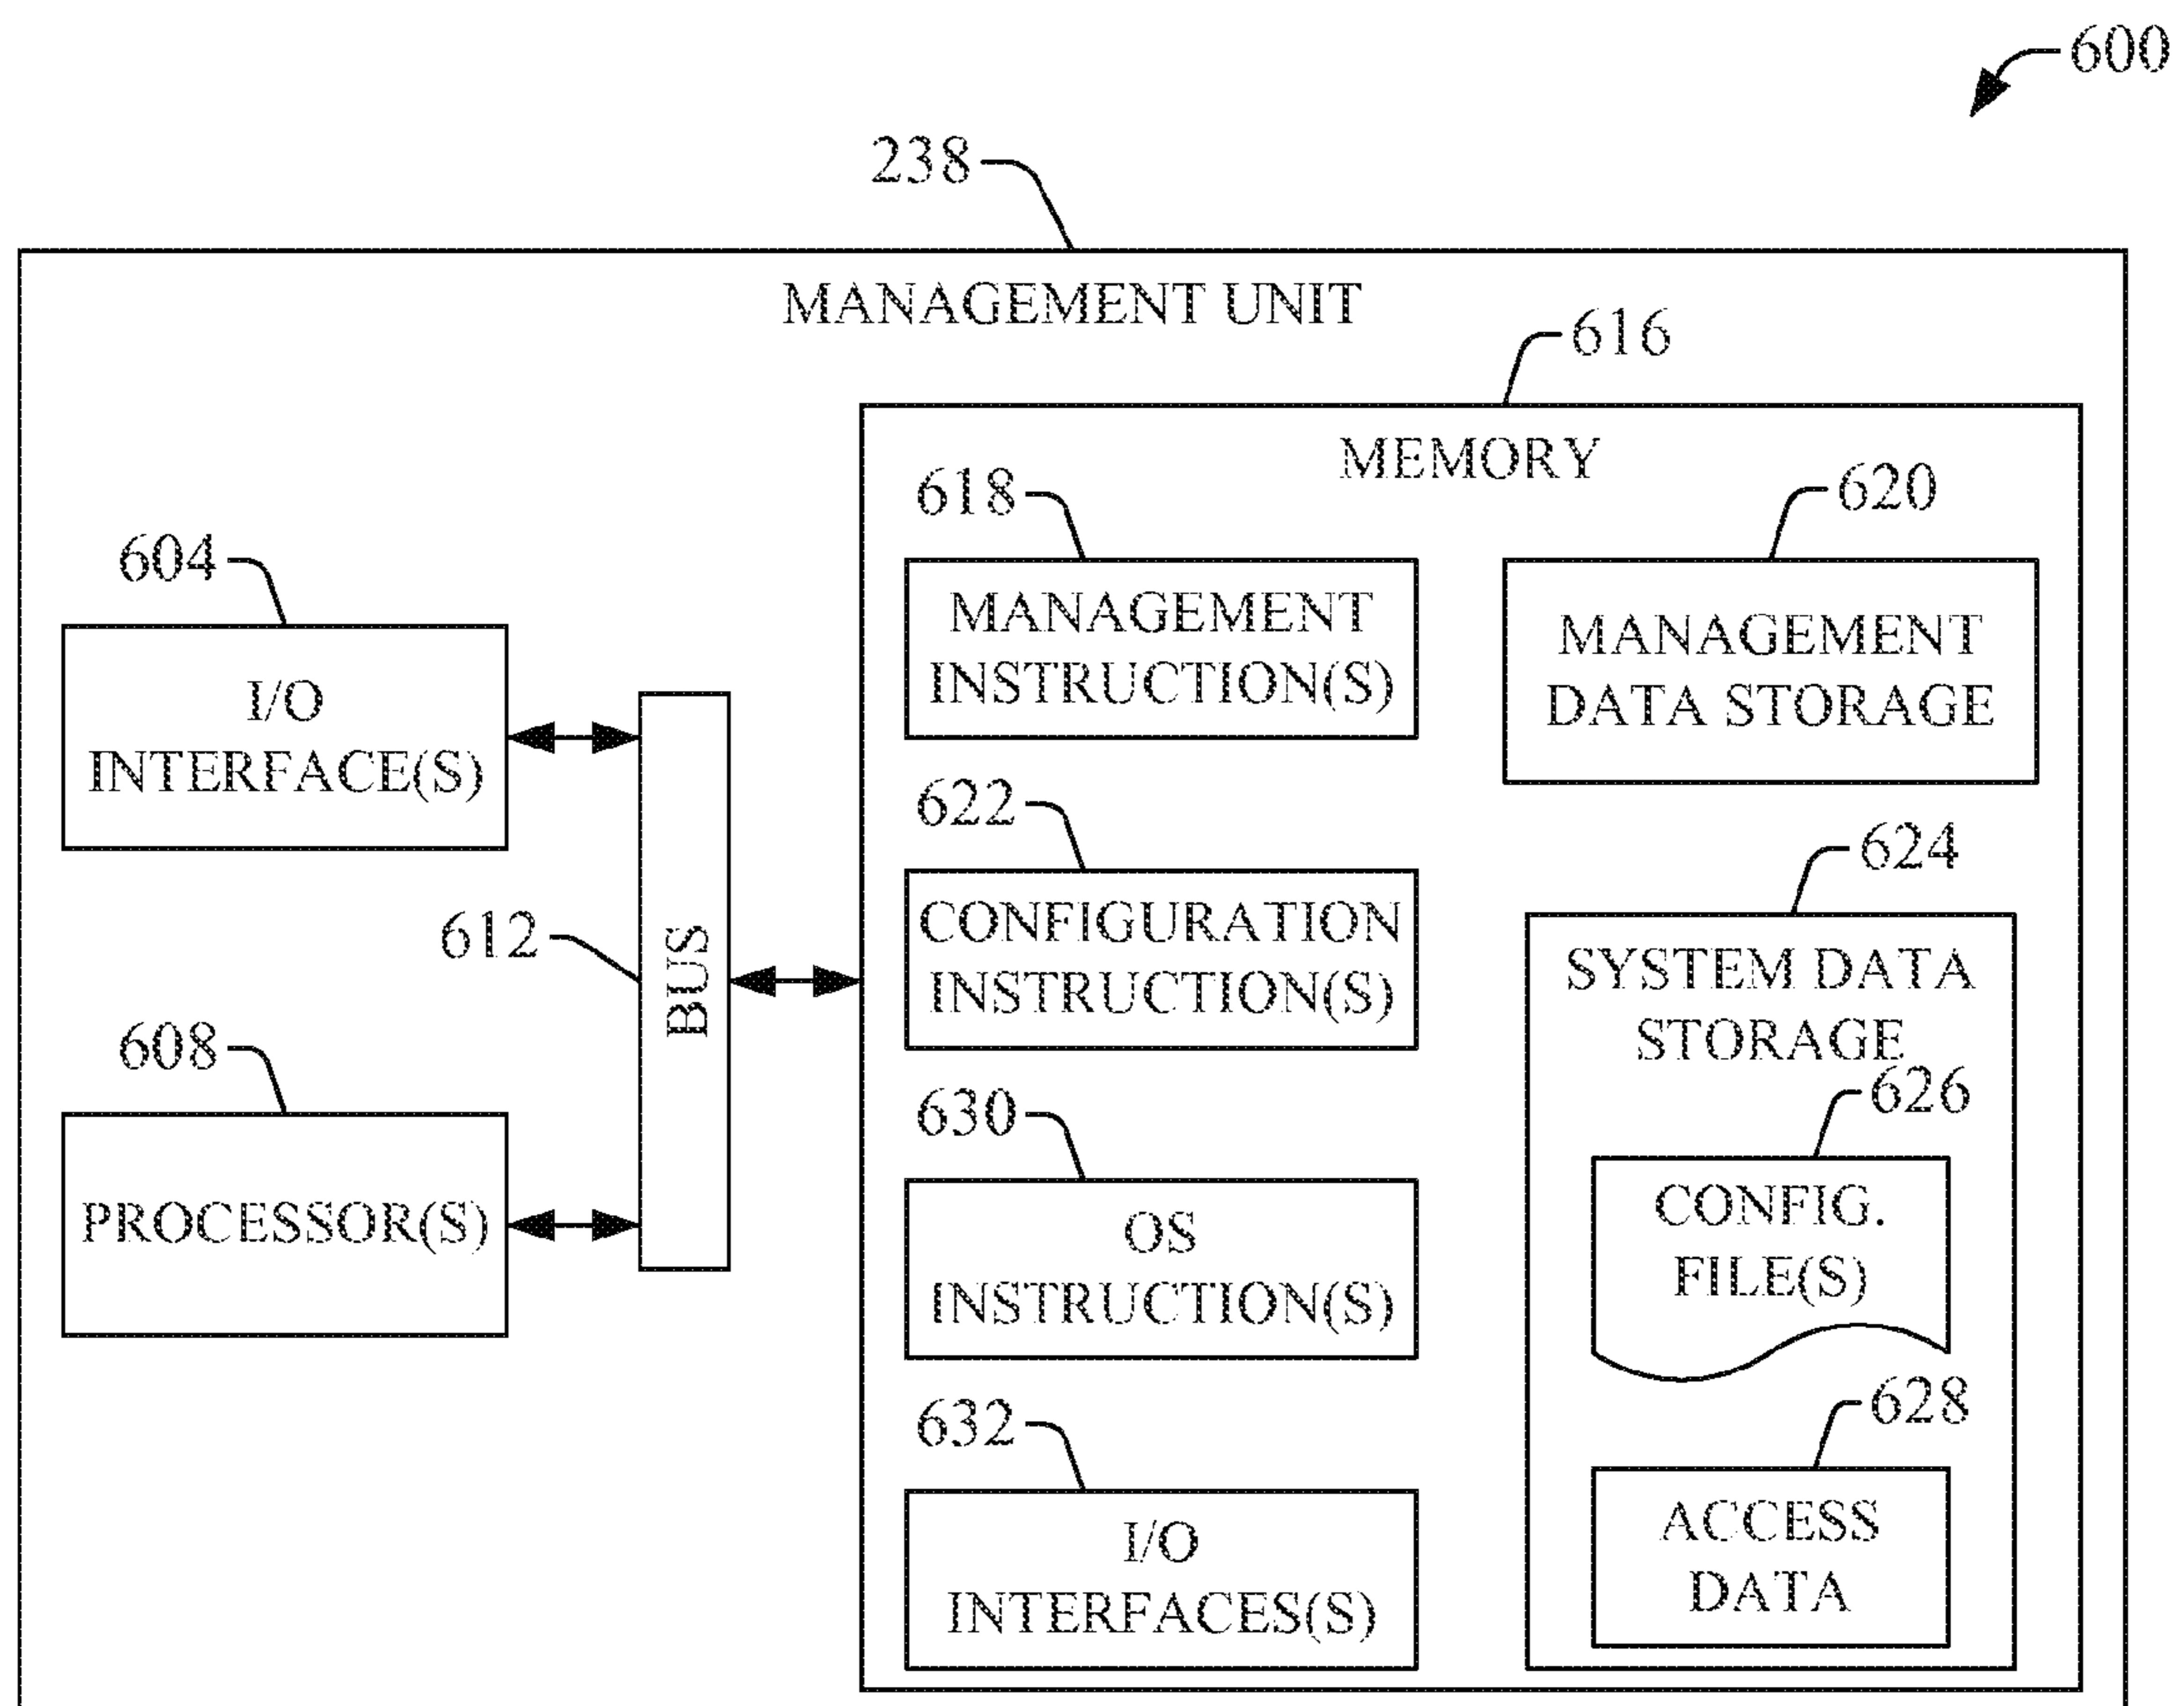 600
238
MANAGEMENT UNIT
616
MEMORY
618
620
604
MANAGEMENT
INSTRUCTION(S)
MANAGEMENT
DATA STORAGE
I/O
INTERFACE(S)
622
624
612
BUS
CONFIGURATION
INSTRUCTION(S)
SYSTEM DATA
STORAGE
608
630
626
PROCESSOR(S)
OS
INSTRUCTION(S)
CONFIG.
FILE(S)
632
628
I/O
INTERFACES(S)
ACCESS
DATA